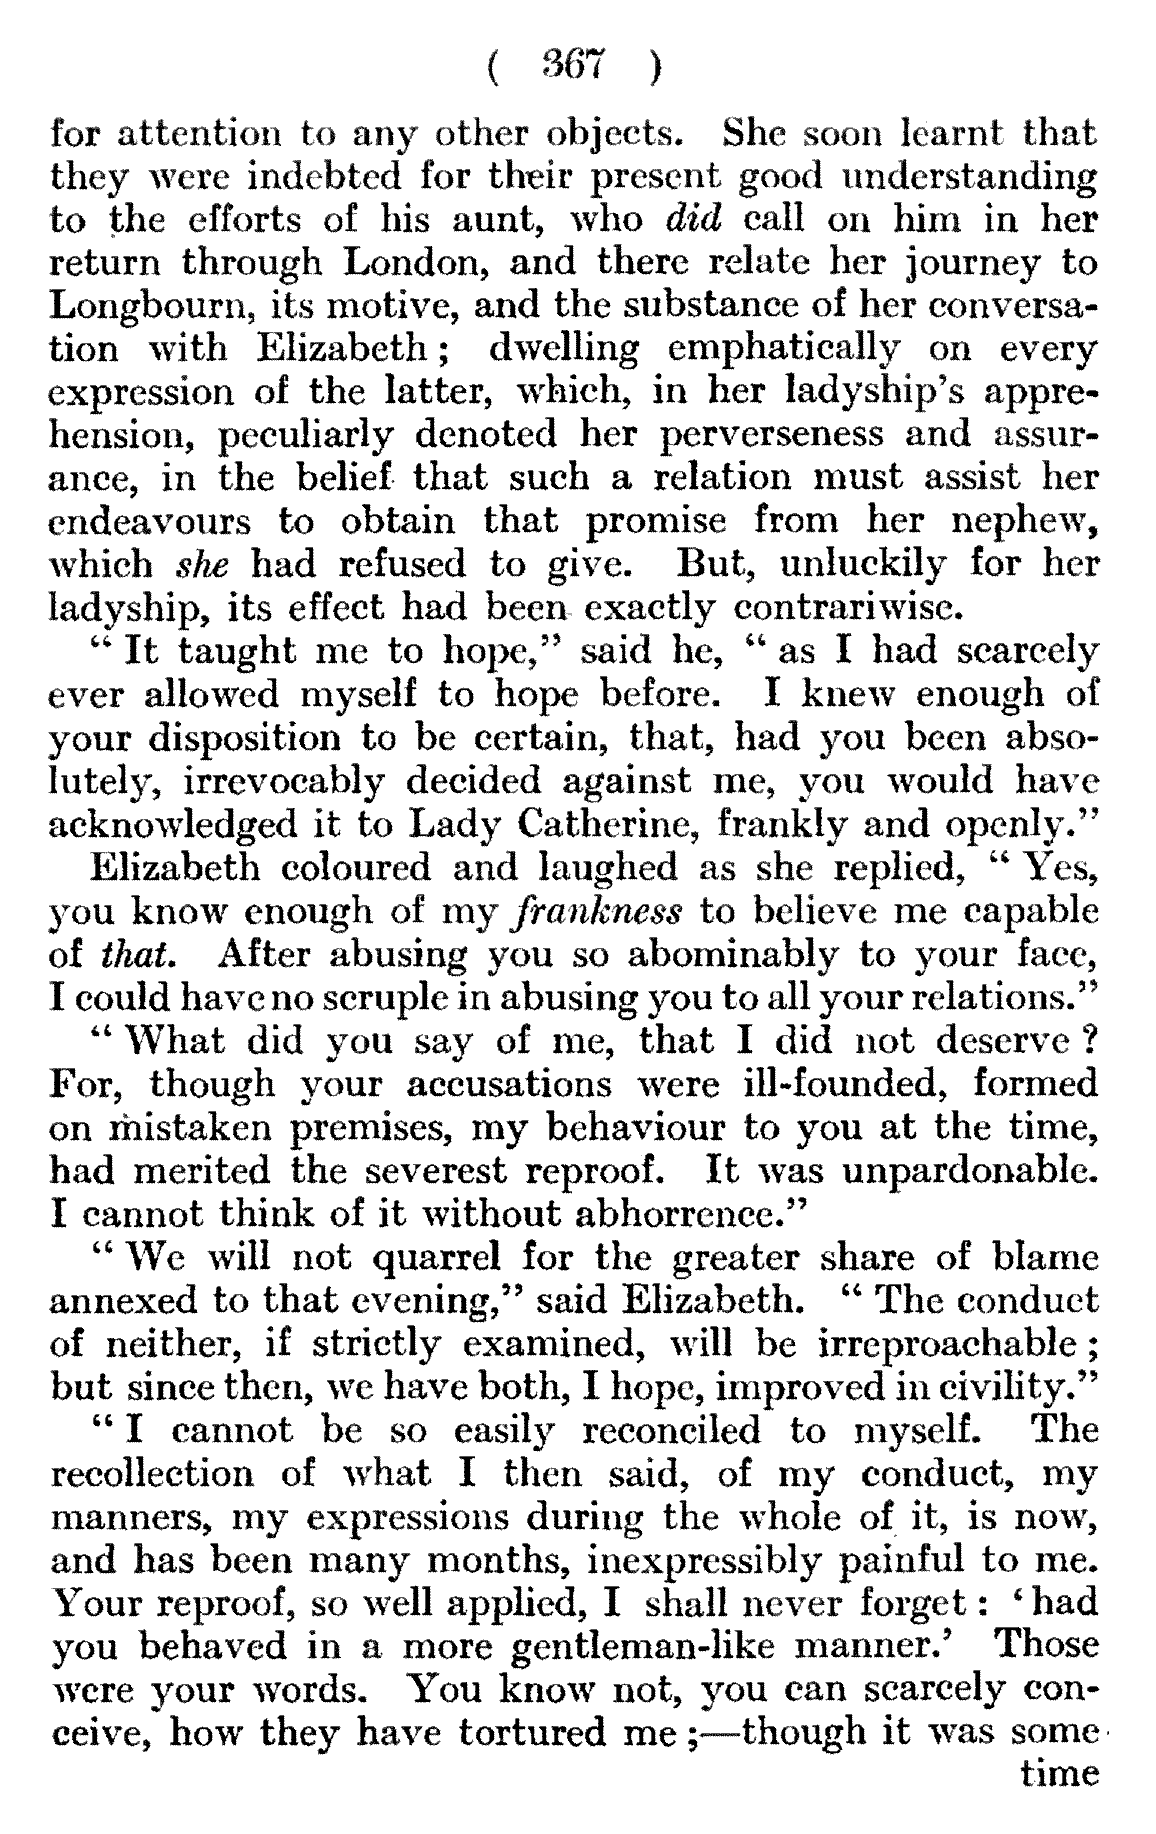 ( 367 )
for attention to any other objects. She soon learnt that
they were indebted for their present good understanding
to the efforts of his aunt, who did call on him in her
return through London, and there relate her journey to
Longbourn, its motive, and the substance of her conversa-
tion with Elizabeth; dwelling emphatically on every
expression of the latter, which, in her ladyship's appre-
hension, peculiarly denoted her perverseness and assur-
ance, in the belief that such a relation must assist her
endeavours to obtain that promise from her nephew,
which she had refused to give. But, unluckily for her
ladyship, its effect had been exactly contrariwise.
“It taught me to hope,” said he, “as I had scarcely
ever allowed myself to hope before. I knew enough of
your disposition to be certain, that, had you been abso-
lutely, irrevocably decided against me, you would have
acknowledged it to Lady Catherine, frankly and openly.”
Elizabeth coloured and laughed as she replied, “Yes,
you know enough of my frankness to believe me capable
of that. After abusing you so abominably to your face,
I could have no scruple in abusing you to all your relations.”
“What did you say of me, that I did not deserve?
For, though your accusations were ill-founded, formed
on mistaken premises, my behaviour to you at the time,
had merited the severest reproof. It was unpardonable.
I cannot think of it without abhorrence.”
“We will not quarrel for the greater share of blame
annexed to that evening,” said Elizabeth. “The conduct
of neither, if strictly examined, will be irreproachable;
but since then, we have both, I hope, improved in civility.”
“I cannot be so easily reconciled to myself. The
recollection of what I then said, of my conduct, my
manners, my expressions during the whole of it, is now,
and has been many months, inexpressibly painful to me.
Your reproof, so well applied, I shall never forget: ‘had
you behaved in a more gentleman-like manner.’ Those
were your words. You know not, you can scarcely con-
ceive, how they have tortured me;—though it was some
time